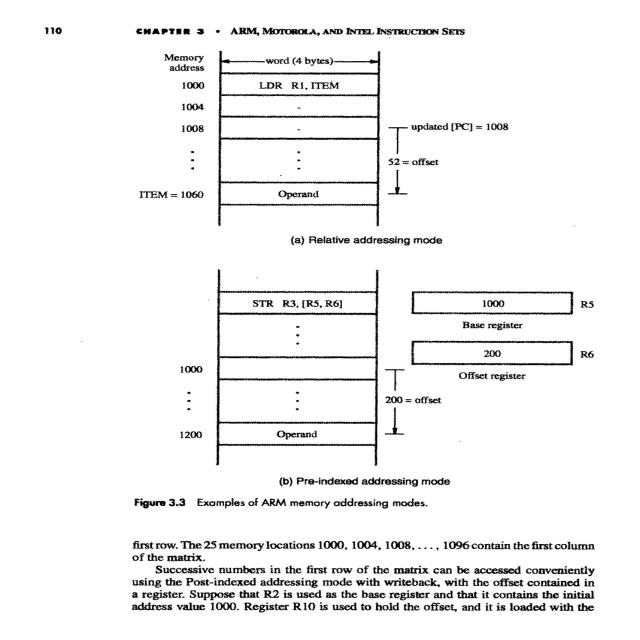 110 CHAPTER 3 • ARM, MOTOROLA, AND INTEL INSTRUCTION SETS
Memory
address
word (4 bytes)
1000 LDR R1, ITEM
1004 -
1008 - updated [PC] = 1008
52 = offset
ITEM = 1060 Operand
(a) Relative addressing mode
STR R3, [R5, R6] 1000 R5
Base register
200 R6
Offset register
1000
200 = offset
1200 Operand
(b) Pre-indexed addressing mode
Figure 3.3 Examples of ARM memory addressing modes.
first row. The 25 memory locations 1000, 1004, 1008, . . . , 1096 contain the first column
of the matrix.
Successive numbers in the first row of the matrix can be accessed conveniently
using the Post-indexed addressing mode with writeback, with the offset contained in
a register. Suppose that R2 is used as the base register and that it contains the initial
address value 1000. Register R10 is used to hold the offset, and it is loaded with the